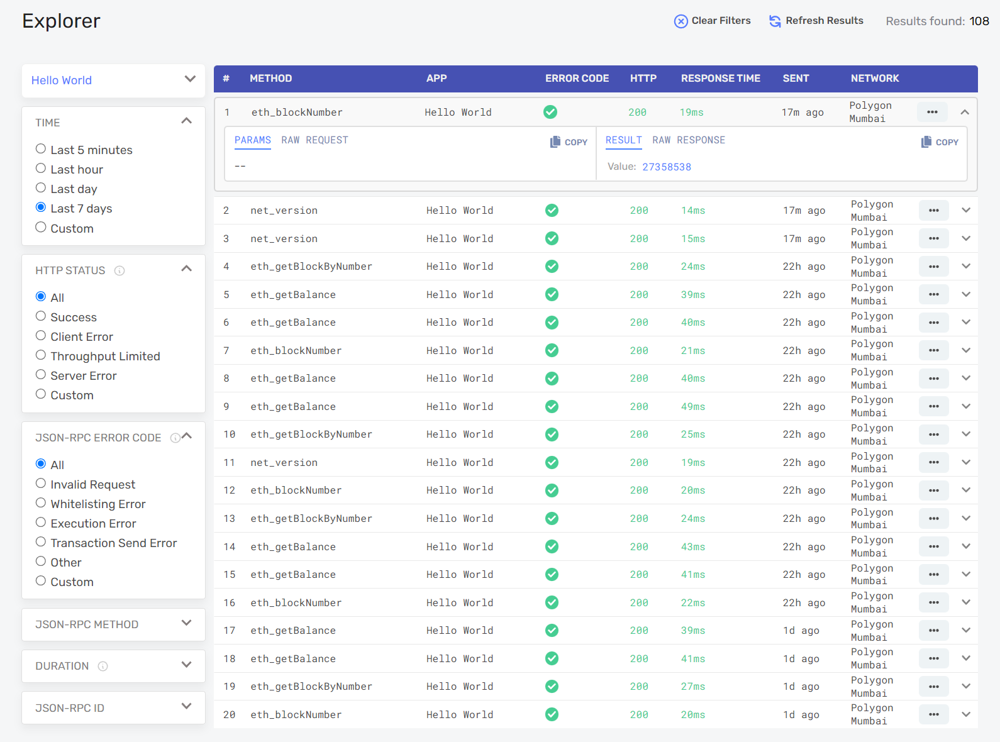 Explorer
Clear Filters Refresh Results Results found: 108
Hello World
TIME
Last 5 minutes
Last hour
Last day
Last 7 days
Custom
HTTP STATUS
All
Success
Client Error
Throughput Limited
Server Error
Custom
JSON-RPC ERROR CODE
All
Invalid Request
Whitelisting Error
Execution Error
Transaction Send Error
Other
Custom
JSON-RPC METHOD
DURATION
JSON-RPC ID
# METHOD APP ERROR CODE HTTP RESPONSE TIME SENT NETWORK
1 eth_blockNumber Hello World 200 19ms 17m ago Polygon Mumbai
PARAMS RAW REQUEST COPY
--
RESULT RAW RESPONSE COPY
Value: 27358538
2 net_version Hello World 200 14ms 17m ago Polygon Mumbai
3 net_version Hello World 200 15ms 17m ago Polygon Mumbai
4 eth_getBlockByNumber Hello World 200 24ms 22h ago Polygon Mumbai
5 eth_getBalance Hello World 200 39ms 22h ago Polygon Mumbai
6 eth_getBalance Hello World 200 40ms 22h ago Polygon Mumbai
7 eth_blockNumber Hello World 200 21ms 22h ago Polygon Mumbai
8 eth_getBalance Hello World 200 40ms 22h ago Polygon Mumbai
9 eth_getBalance Hello World 200 49ms 22h ago Polygon Mumbai
10 eth_getBlockByNumber Hello World 200 25ms 22h ago Polygon Mumbai
11 net_version Hello World 200 19ms 22h ago Polygon Mumbai
12 eth_blockNumber Hello World 200 20ms 22h ago Polygon Mumbai
13 eth_getBlockByNumber Hello World 200 24ms 22h ago Polygon Mumbai
14 eth_getBalance Hello World 200 43ms 22h ago Polygon Mumbai
15 eth_getBalance Hello World 200 41ms 22h ago Polygon Mumbai
16 eth_blockNumber Hello World 200 22ms 22h ago Polygon Mumbai
17 eth_getBalance Hello World 200 39ms 1d ago Polygon Mumbai
18 eth_getBalance Hello World 200 41ms 1d ago Polygon Mumbai
19 eth_getBlockByNumber Hello World 200 27ms 1d ago Polygon Mumbai
20 eth_blockNumber Hello World 200 20ms 1d ago Polygon Mumbai